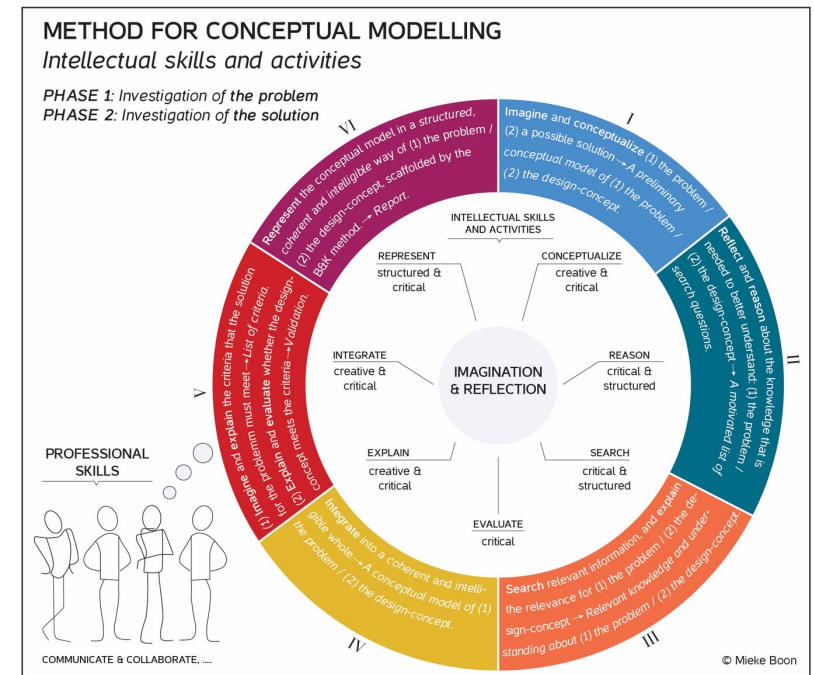 METHOD FOR CONCEPTUAL MODELLING
Intellectual skills and activities
PHASE 1: Investigation of the problem
PHASE 2: Investigation of the solution
I
Imagine and conceptualize (1) the problem /
(2) a possible solution → A preliminary
conceptual model of (1) the problem /
(2) the design-concept.
II
Reflect and reason about the knowledge that is
needed to better understand: (1) the problem /
(2) the design-concept → A motivated list of
search questions.
III
Search relevant information, and explain
the relevance for (1) the problem / (2) the de-
sign-concept → Relevant knowledge and under-
standing about (1) the problem / (2) the design-concept.
IV
Integrate into a coherent and intelli-
gible whole → A conceptual model of (1)
the problem / (2) the design-concept.
V
(1) Imagine and explain the criteria that the solution
for the problemm must meet → List of criteria.
(2) Explain and evaluate whether the design-
concept meets the criteria → Validation.
VI
Represent the conceptual model in a structured,
coherent and intelligible way of (1) the problem /
(2) the design-concept, scaffolded by the
B&K method. → Report.
INTELLECTUAL SKILLS
AND ACTIVITIES
REPRESENT
structured &
critical
CONCEPTUALIZE
creative &
critical
INTEGRATE
creative &
critical
IMAGINATION
& REFLECTION
REASON
critical &
structured
EXPLAIN
creative &
critical
SEARCH
critical &
structured
EVALUATE
critical
PROFESSIONAL
SKILLS
COMMUNICATE & COLLABORATE, .....
© Mieke Boon